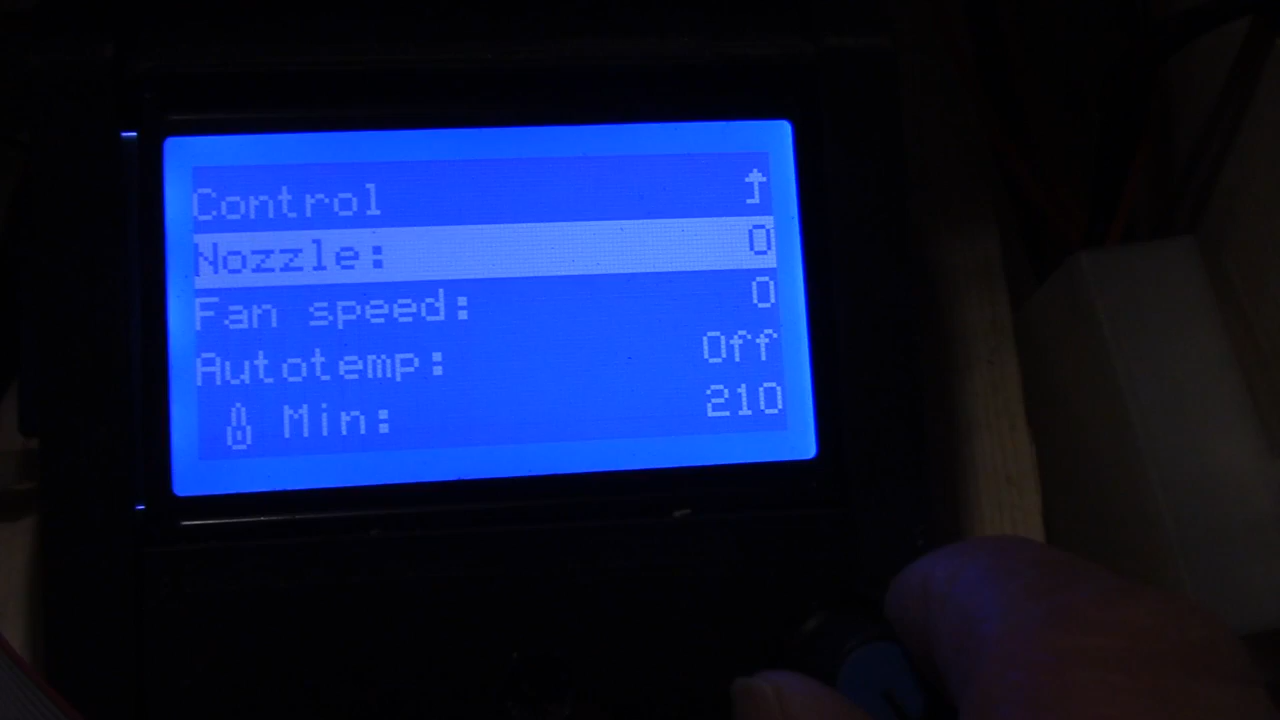 Control
Nozzle: 0
Fan speed: 0
Autotemp: Off
Min: 210